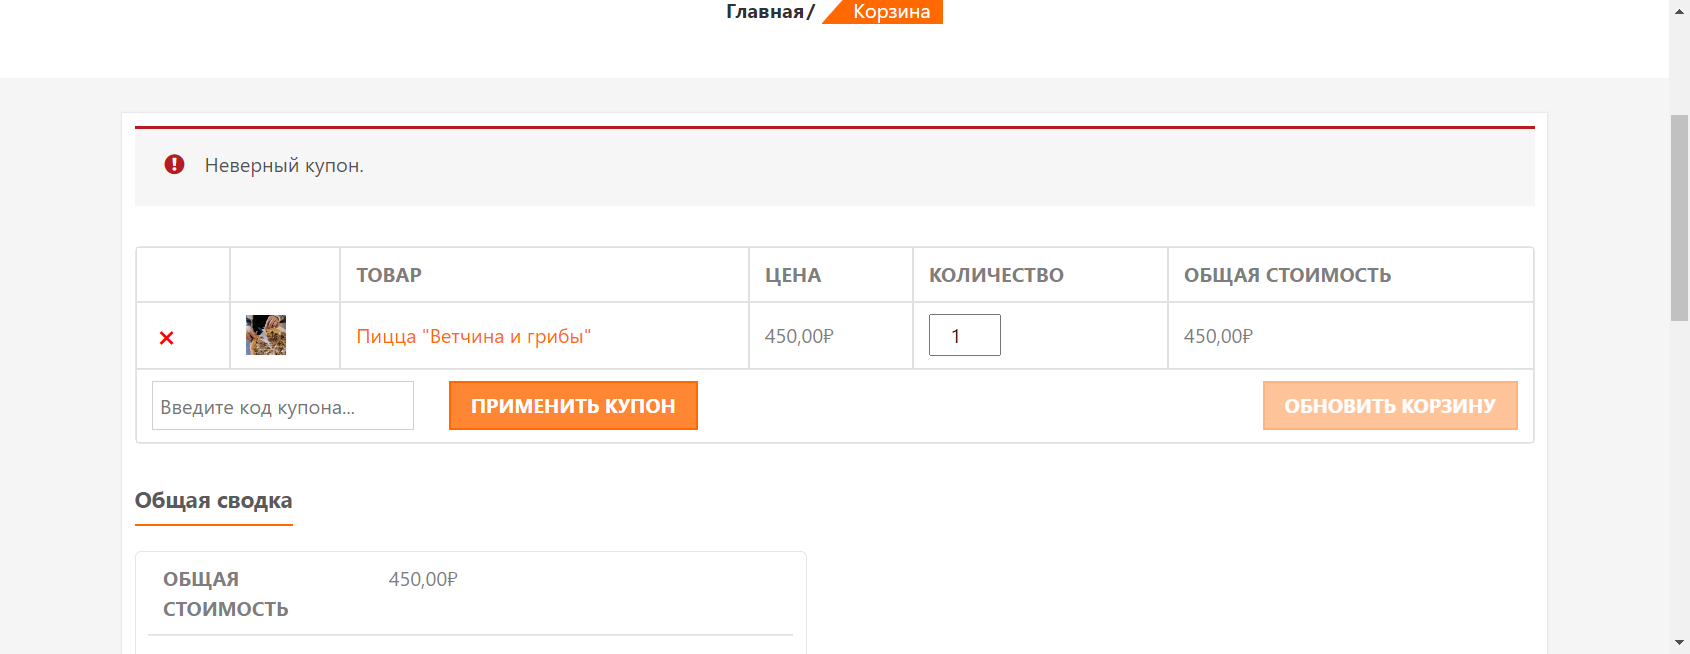 Главная/ Корзина
Неверный купон.
ТОВАР ЦЕНА КОЛИЧЕСТВО ОБЩАЯ СТОИМОСТЬ
× Пицца "Ветчина и грибы" 450,00₽ 1 450,00₽
Введите код купона... ПРИМЕНИТЬ КУПОН ОБНОВИТЬ КОРЗИНУ
Общая сводка
ОБЩАЯ 450,00₽
СТОИМОСТЬ